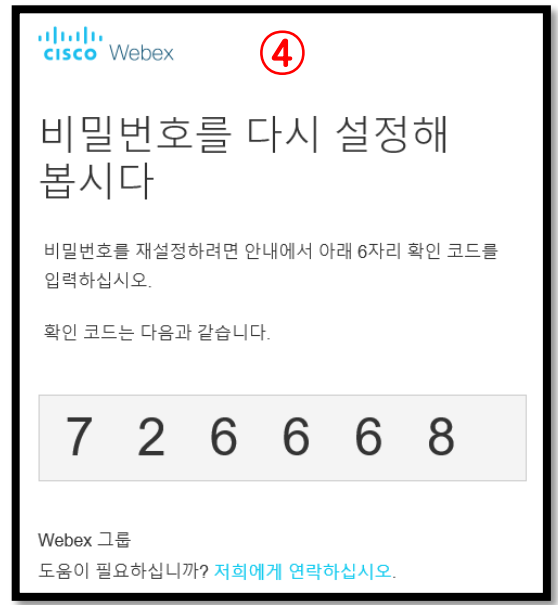 cisco Webex
④
비밀번호를 다시 설정해
봅시다
비밀번호를 재설정하려면 안내에서 아래 6자리 확인 코드를
입력하십시오.
확인 코드는 다음과 같습니다.
7 2 6 6 6 8
Webex 그룹
도움이 필요하십니까? 저희에게 연락하십시오.